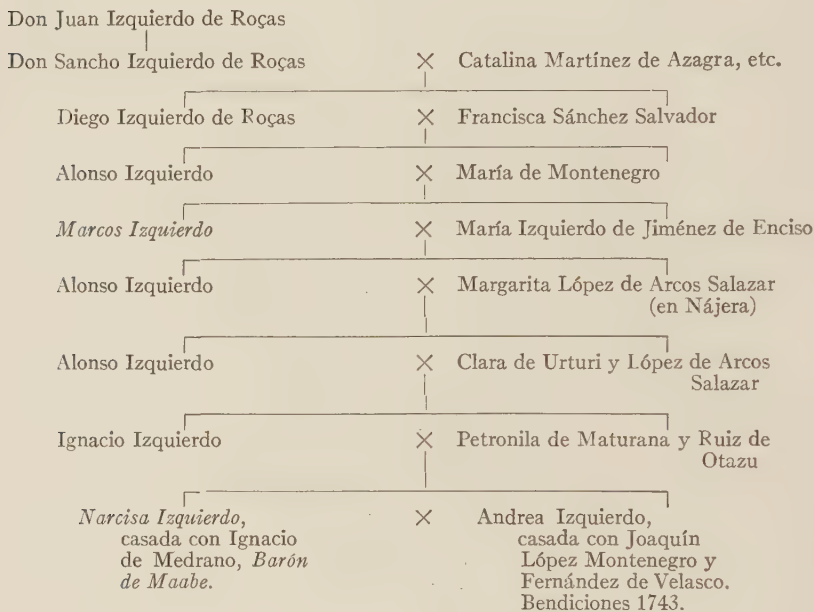 Don Juan Izquierdo de Roças
Don Sancho Izquierdo de Roças × Catalina Martínez de Azagra, etc.
Diego Izquierdo de Roças × Francisca Sánchez Salvador
Alonso Izquierdo × María de Montenegro
Marcos Izquierdo × María Izquierdo de Jiménez de Enciso
Alonso Izquierdo × Margarita López de Arcos Salazar
(en Nájera)
Alonso Izquierdo × Clara de Urturi y López de Arcos
Salazar
Ignacio Izquierdo × Petronila de Maturana y Ruiz de
Otazu
Narcisa Izquierdo, × Andrea Izquierdo,
casada con Ignacio casada con Joaquín
de Medrano, Barón López Montenegro y
de Maabe. Fernández de Velasco.
Bendiciones 1743.